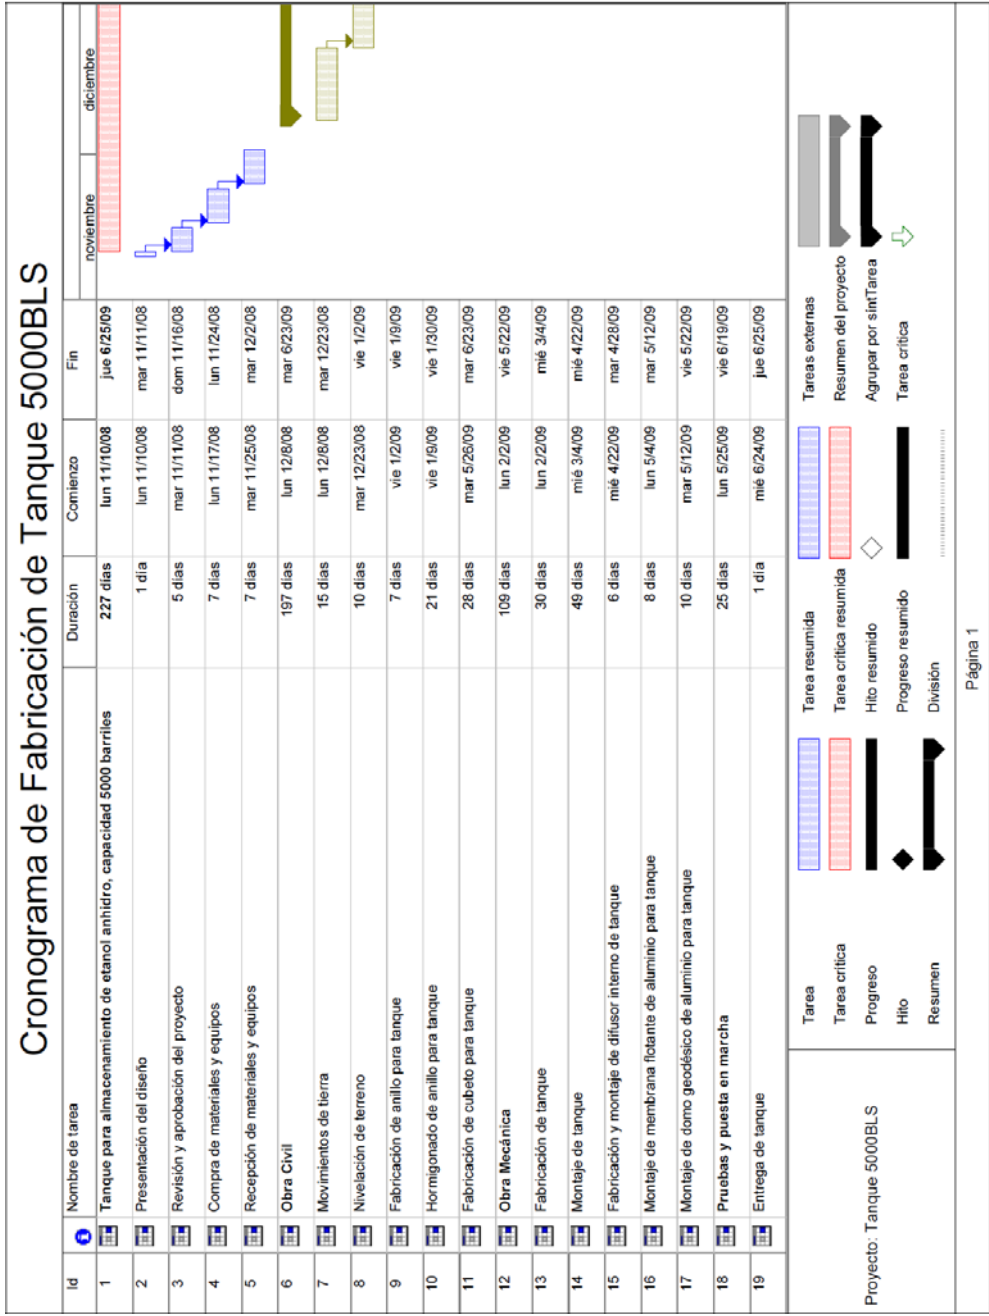 Cronograma de Fabricación de Tanque 5000BLS
Id Nombre de tarea Duración Comienzo Fin noviembre diciembre
1 Tanque para almacenamiento de etanol anhidro, capacidad 5000 barriles 227 días lun 11/10/08 jue 6/25/09
2 Presentación del diseño 1 día lun 11/10/08 mar 11/11/08
3 Revisión y aprobación del proyecto 5 días mar 11/11/08 dom 11/16/08
4 Compra de materiales y equipos 7 días lun 11/17/08 lun 11/24/08
5 Recepción de materiales y equipos 7 días mar 11/25/08 mar 12/2/08
6 Obra Civil 197 días lun 12/8/08 mar 6/23/09
7 Movimientos de tierra 15 días lun 12/8/08 mar 12/23/08
8 Nivelación de terreno 10 días mar 12/23/08 vie 1/2/09
9 Fabricación de anillo para tanque 7 días vie 1/2/09 vie 1/9/09
10 Hormigonado de anillo para tanque 21 días vie 1/9/09 vie 1/30/09
11 Fabricación de cubeto para tanque 28 días mar 5/26/09 mar 6/23/09
12 Obra Mecánica 109 días lun 2/2/09 vie 5/22/09
13 Fabricación de tanque 30 días lun 2/2/09 mié 3/4/09
14 Montaje de tanque 49 días mié 3/4/09 mié 4/22/09
15 Fabricación y montaje de difusor interno de tanque 6 días mié 4/22/09 mar 4/28/09
16 Montaje de membrana flotante de aluminio para tanque 8 días lun 5/4/09 mar 5/12/09
17 Montaje de domo geodésico de aluminio para tanque 10 días mar 5/12/09 vie 5/22/09
18 Pruebas y puesta en marcha 25 días lun 5/25/09 vie 6/19/09
19 Entrega de tanque 1 día mié 6/24/09 jue 6/25/09
Proyecto: Tanque 5000BLS
Tarea Tarea resumida Tareas externas
Tarea crítica Tarea crítica resumida Resumen del proyecto
Progreso Hito resumido Agrupar por sintTarea
Hito Progreso resumido Tarea crítica
Resumen División
Página 1